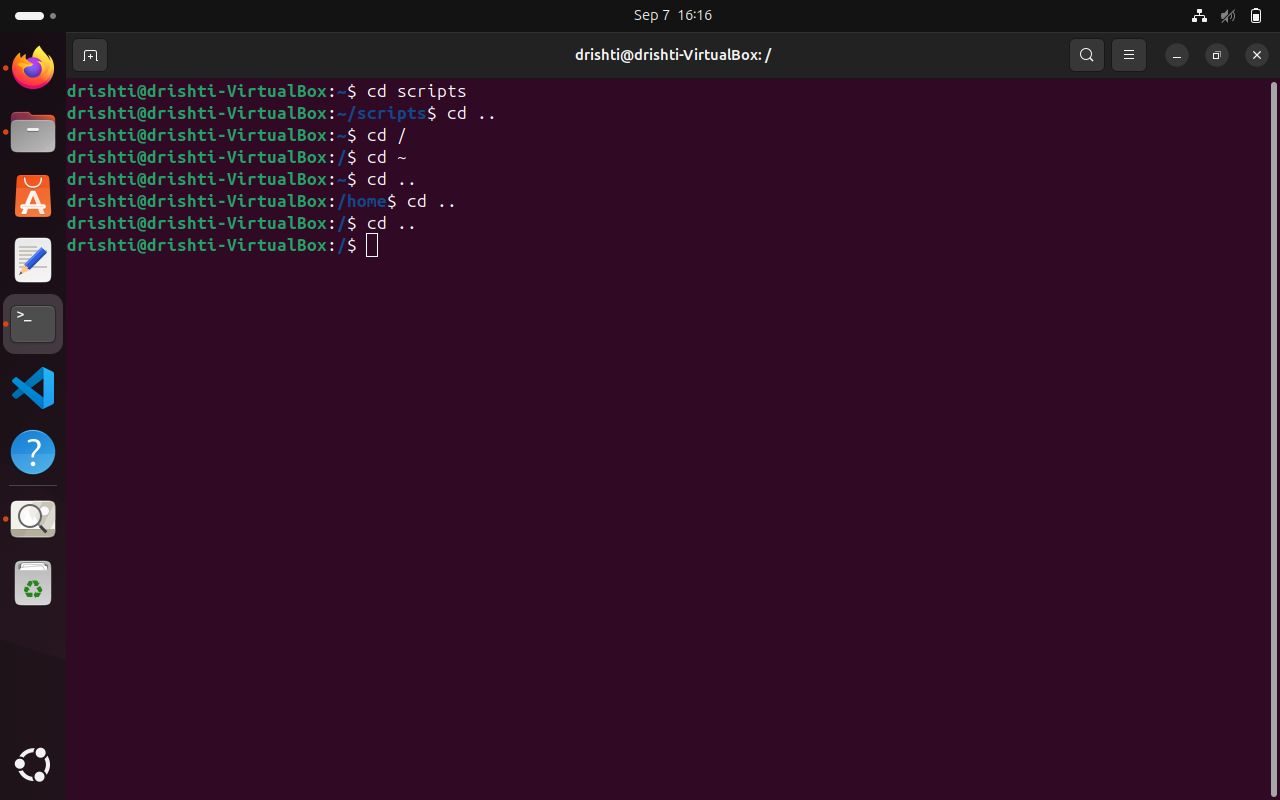 Sep 7 16:16
drishti@drishti-VirtualBox: /
drishti@drishti-VirtualBox:~$ cd scripts
drishti@drishti-VirtualBox:~/scripts$ cd ..
drishti@drishti-VirtualBox:~$ cd /
drishti@drishti-VirtualBox:/$ cd ~
drishti@drishti-VirtualBox:~$ cd ..
drishti@drishti-VirtualBox:/home$ cd ..
drishti@drishti-VirtualBox:/$ cd ..
drishti@drishti-VirtualBox:/$